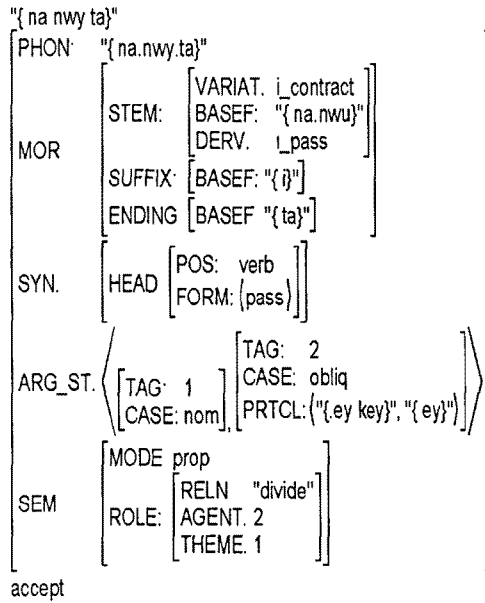 "{ na nwy ta}"
PHON· "{ na.nwy.ta}"
MOR
STEM:
VARIAT. i_contract
BASEF: "{ na.nwu}"
DERV. i_pass
SUFFIX· [BASEF: "{ i}"]
ENDING [BASEF "{ ta}"]
SYN.
HEAD
POS: verb
FORM: (pass)
ARG_ST.
TAG: 1
CASE: nom
,
TAG: 2
CASE: obliq
PRTCL: ("{.ey key}", "{ ey}")
SEM
MODE prop
ROLE:
RELN "divide"
AGENT. 2
THEME. 1
accept